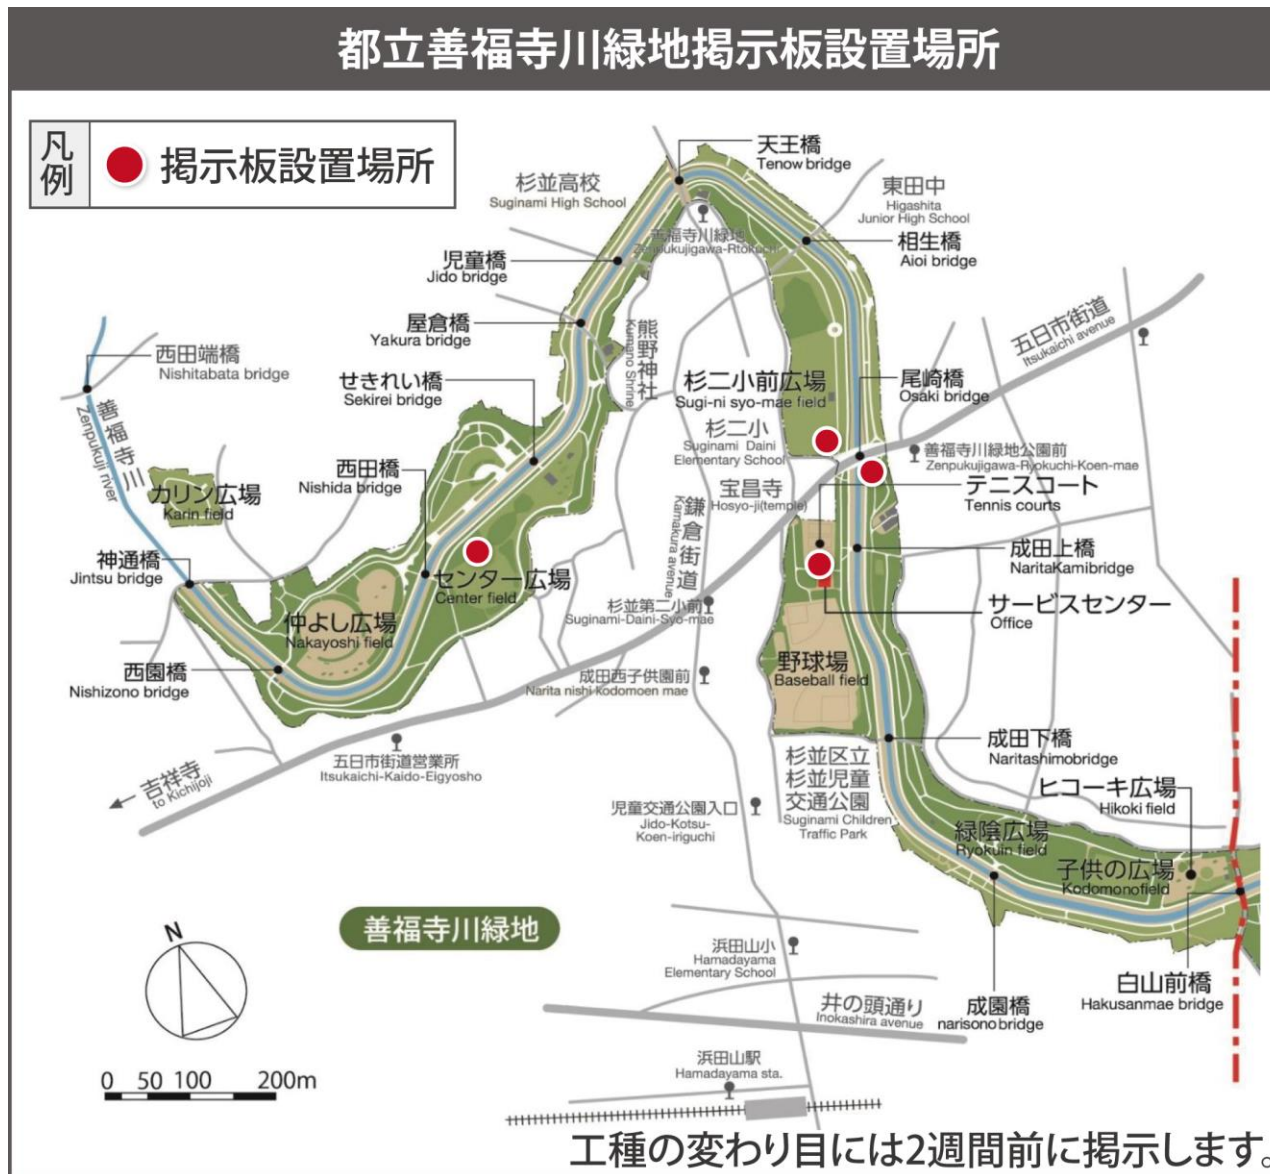 都立善福寺川緑地掲示板設置場所
凡例
掲示板設置場所
天王橋
Tenow bridge
杉並高校
Suginami High School
東田中
Higashita
Junior High School
善福寺川緑地
相生橋
Aioi bridge
児童橋
Jido bridge
屋倉橋
Yakura bridge
熊野神社
Kumano Shrine
五日市街道
Itsukaichi avenue
西田端橋
Nishitabata bridge
せきれい橋
Sekirei bridge
杉二小前広場
Sugi-ni syo-mae field
尾崎橋
Osaki bridge
善福寺川
Zenpukuji river
杉二小
Suginami Daini
Elementary School
善福寺川緑地公園前
Zenpukujigawa-Ryokuchi-Koen-mae
西田橋
Nishida bridge
カリン広場
Karin field
宝昌寺
Hosyo-ji(temple)
テニスコート
Tennis courts
鎌倉街道
Kamakura avenue
神通橋
Jintsu bridge
センター広場
Center field
成田上橋
NaritaKamibridge
仲よし広場
Nakayoshi field
杉並第二小前
Suginami-Daini-Syo-mae
サービスセンター
Office
西園橋
Nishizono bridge
成田西子供園前
Narita nishi kodomoen mae
野球場
Baseball field
五日市街道営業所
Itsukaichi-Kaido-Eigyosho
成田下橋
Naritashimobridge
吉祥寺
to Kichijoji
杉並区立
杉並児童
交通公園
Suginami Children
Traffic Park
ヒコーキ広場
Hikoki field
児童交通公園入口
Jido-Kotsu-
Koen-iriguchi
緑陰広場
Ryokuin field
子供の広場
Kodomonofield
善福寺川緑地
N
浜田山小
Hamadayama
Elementary School
白山前橋
Hakusanmae bridge
成園橋
narisono bridge
井の頭通り
Inokashira avenue
浜田山駅
Hamadayama sta.
0 50 100 200m
工種の変わり目には2週間前に掲示します。